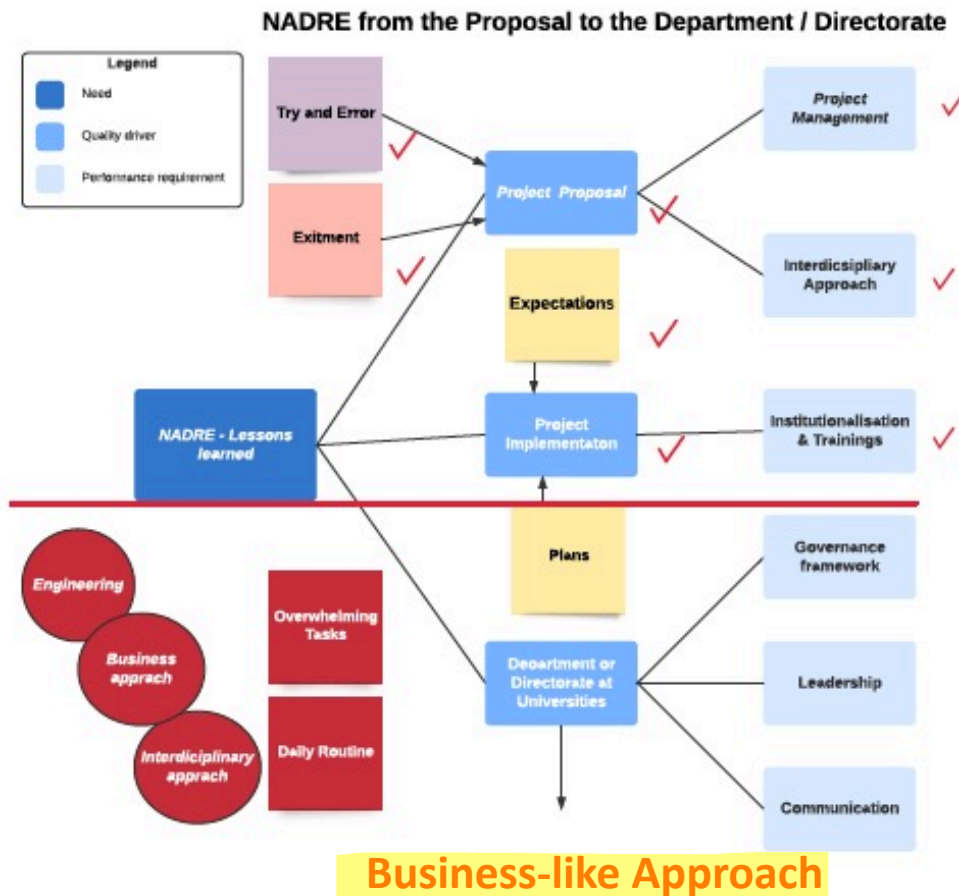 NADRE from the Proposal to the Department / Directorate
Legend
Need
Quality driver
Performance requirement
Try and Error
Exitment
Project Proposal
Project
Management
Interdicsipliary
Approach
Expectations
NADRE - Lessons
learned
Project
Implementaton
Institutionalisation
& Trainings
Plans
Governance
framework
Engineering
Business
apprach
Interdiciplinary
apprach
Overwhelming
Tasks
Daily Routine
Department or
Directorate at
Universities
Leadership
Communication
Business-like Approach